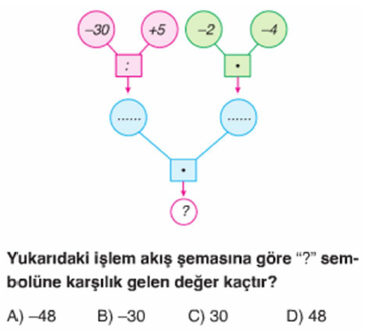 –30 +5 –2 –4
: •
...... ......
•
?
Yukarıdaki işlem akış şemasına göre “?” sem-
bolüne karşılık gelen değer kaçtır?
A) –48 B) –30 C) 30 D) 48